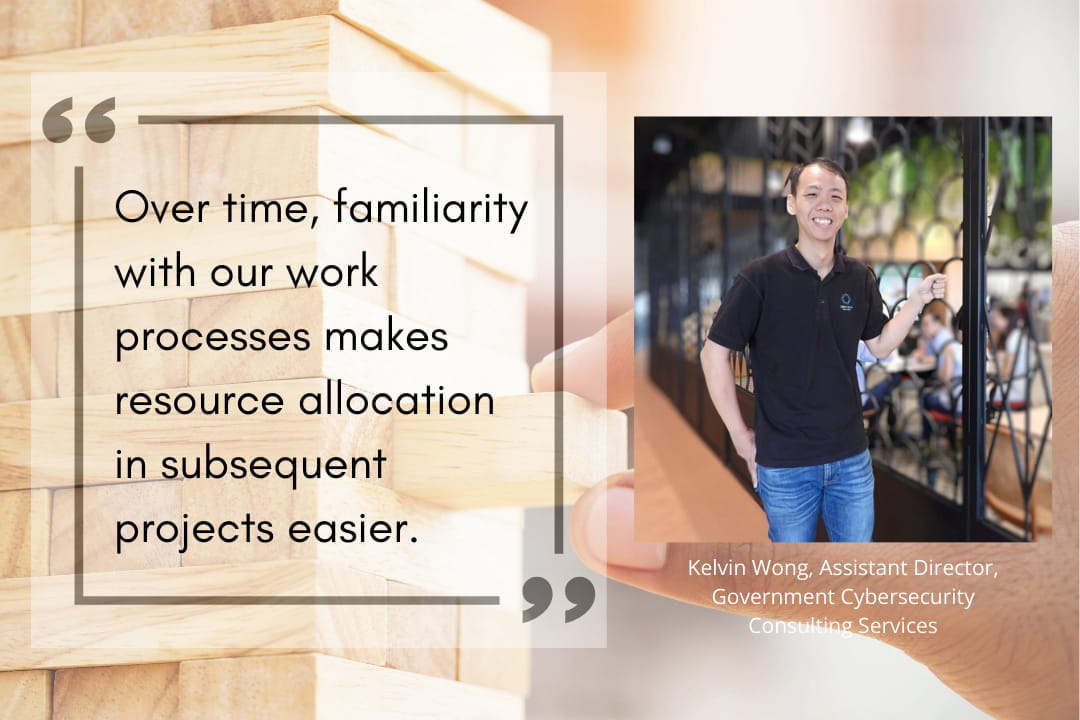 Over time, familiarity
with our work
processes makes
resource allocation
in subsequent
projects easier.
Kelvin Wong, Assistant Director,
Government Cybersecurity
Consulting Services